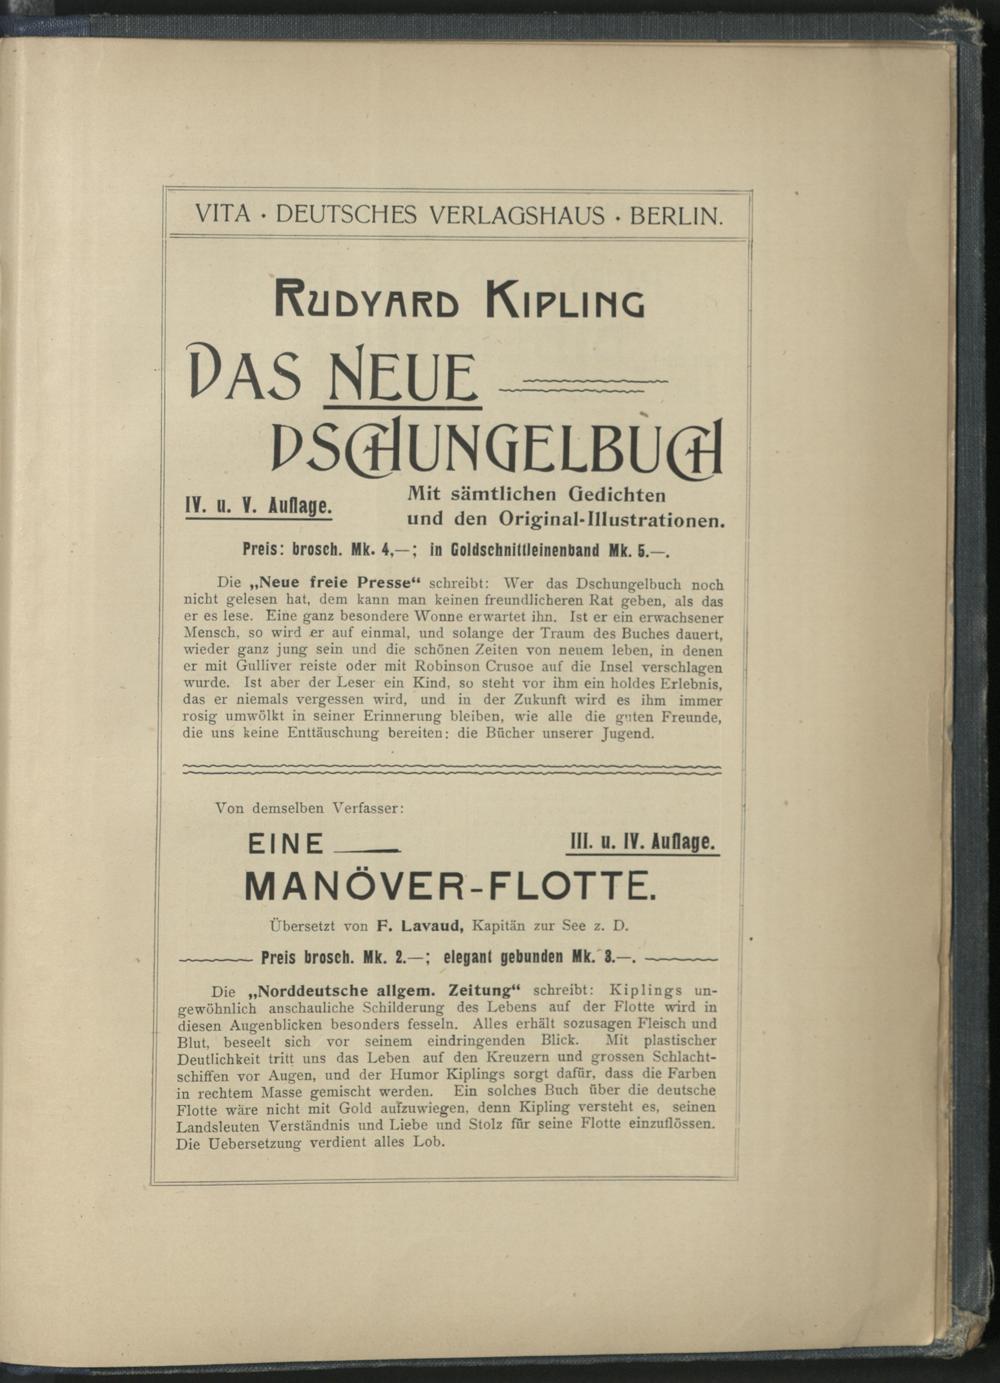 VITA · DEUTSCHES VERLAGSHAUS · BERLIN.
RUDYARD KIPLING
DAS NEUE
DSCHUNGELBUCH
IV. u. V. Auflage.
Mit sämtlichen Gedichten
und den Original-Illustrationen.
Preis: brosch. Mk. 4,—; in Goldschnittleinenband Mk. 5.—.
Die „Neue freie Presse“ schreibt: Wer das Dschungelbuch noch
nicht gelesen hat, dem kann man keinen freundlicheren Rat geben, als das
er es lese. Eine ganz besondere Wonne erwartet ihn. Ist er ein erwachsener
Mensch, so wird er auf einmal, und solange der Traum des Buches dauert,
wieder ganz jung sein und die schönen Zeiten von neuem leben, in denen
er mit Gulliver reiste oder mit Robinson Crusoe auf die Insel verschlagen
wurde. Ist aber der Leser ein Kind, so steht vor ihm ein holdes Erlebnis,
das er niemals vergessen wird, und in der Zukunft wird es ihm immer
rosig umwölkt in seiner Erinnerung bleiben, wie alle die guten Freunde,
die uns keine Enttäuschung bereiten: die Bücher unserer Jugend.
Von demselben Verfasser:
EINE
III. u. IV. Auflage.
MANÖVER-FLOTTE.
Übersetzt von F. Lavaud, Kapitän zur See z. D.
Preis brosch. Mk. 2.—; elegant gebunden Mk. 3.—.
Die „Norddeutsche allgem. Zeitung“ schreibt: Kiplings un-
gewöhnlich anschauliche Schilderung des Lebens auf der Flotte wird in
diesen Augenblicken besonders fesseln. Alles erhält sozusagen Fleisch und
Blut, beseelt sich vor seinem eindringenden Blick. Mit plastischer
Deutlichkeit tritt uns das Leben auf den Kreuzern und grossen Schlacht-
schiffen vor Augen, und der Humor Kiplings sorgt dafür, dass die Farben
in rechtem Masse gemischt werden. Ein solches Buch über die deutsche
Flotte wäre nicht mit Gold aufzuwiegen, denn Kipling versteht es, seinen
Landsleuten Verständnis und Liebe und Stolz für seine Flotte einzuflössen.
Die Uebersetzung verdient alles Lob.